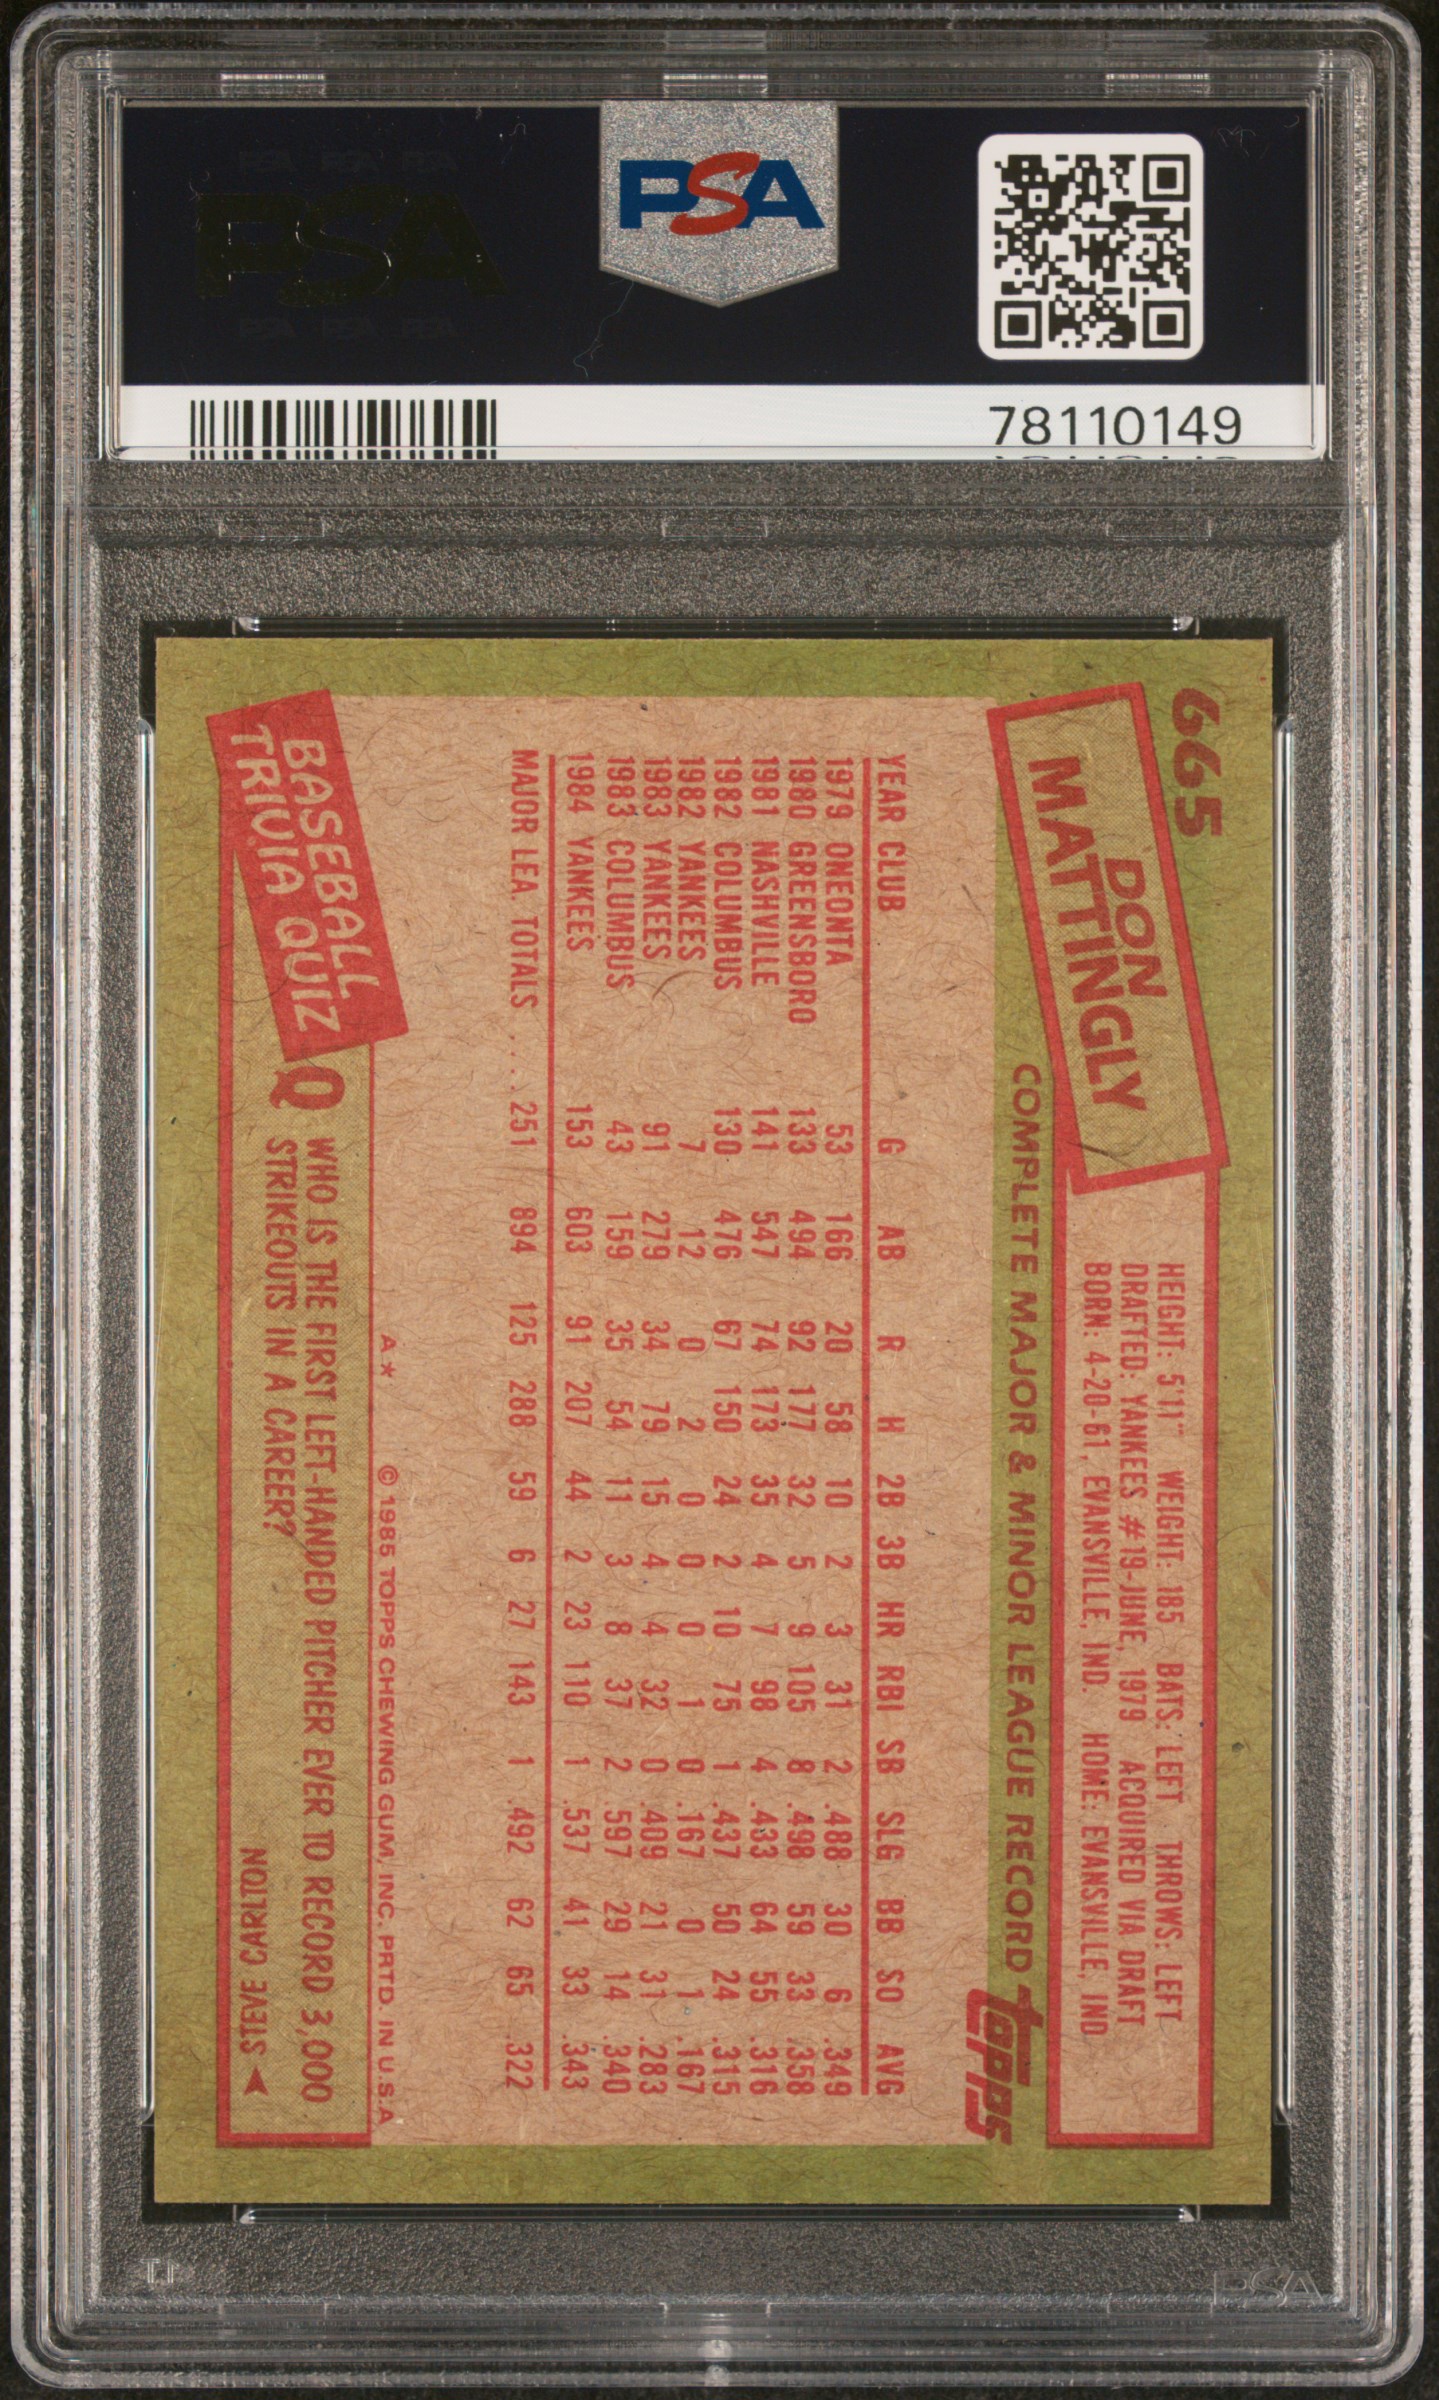 PSA
PSA
78110149
665
DON
MATTINGLY
HEIGHT: 5'11" WEIGHT: 185 BATS: LEFT THROWS: LEFT
DRAFTED: YANKEES #19-JUNE, 1979 ACQUIRED VIA DRAFT
BORN: 4-20-61, EVANSVILLE, IND. HOME: EVANSVILLE, IND
COMPLETE MAJOR & MINOR LEAGUE RECORD
topps
YEAR CLUB G AB R H 2B 3B HR RBI SB SLG BB SO AVG
1979 ONEONTA 53 166 20 58 10 2 3 31 2 .488 30 6 .349
1980 GREENSBORO 133 494 92 177 32 5 9 105 8 .498 59 33 .358
1981 NASHVILLE 141 547 74 173 35 4 7 98 4 .433 64 55 .316
1982 COLUMBUS 130 476 67 150 24 2 10 75 1 .437 50 24 .315
1982 YANKEES 7 12 0 2 0 0 0 1 0 .167 0 1 .167
1983 YANKEES 91 279 34 79 15 4 4 32 0 .409 21 31 .283
1983 COLUMBUS 43 159 35 54 11 3 8 37 2 .597 29 14 .340
1984 YANKEES 153 603 91 207 44 2 23 110 1 .537 41 33 .343
MAJOR LEA. TOTALS .... 251 894 125 288 59 6 27 143 1 .492 62 65 .322
A* © 1985 TOPPS CHEWING GUM, INC. PRTD. IN U.S.A
BASEBALL
TRIVIA QUIZ
Q WHO IS THE FIRST LEFT-HANDED PITCHER EVER TO RECORD 3,000
STRIKEOUTS IN A CAREER?
STEVE CARLTON
PSA